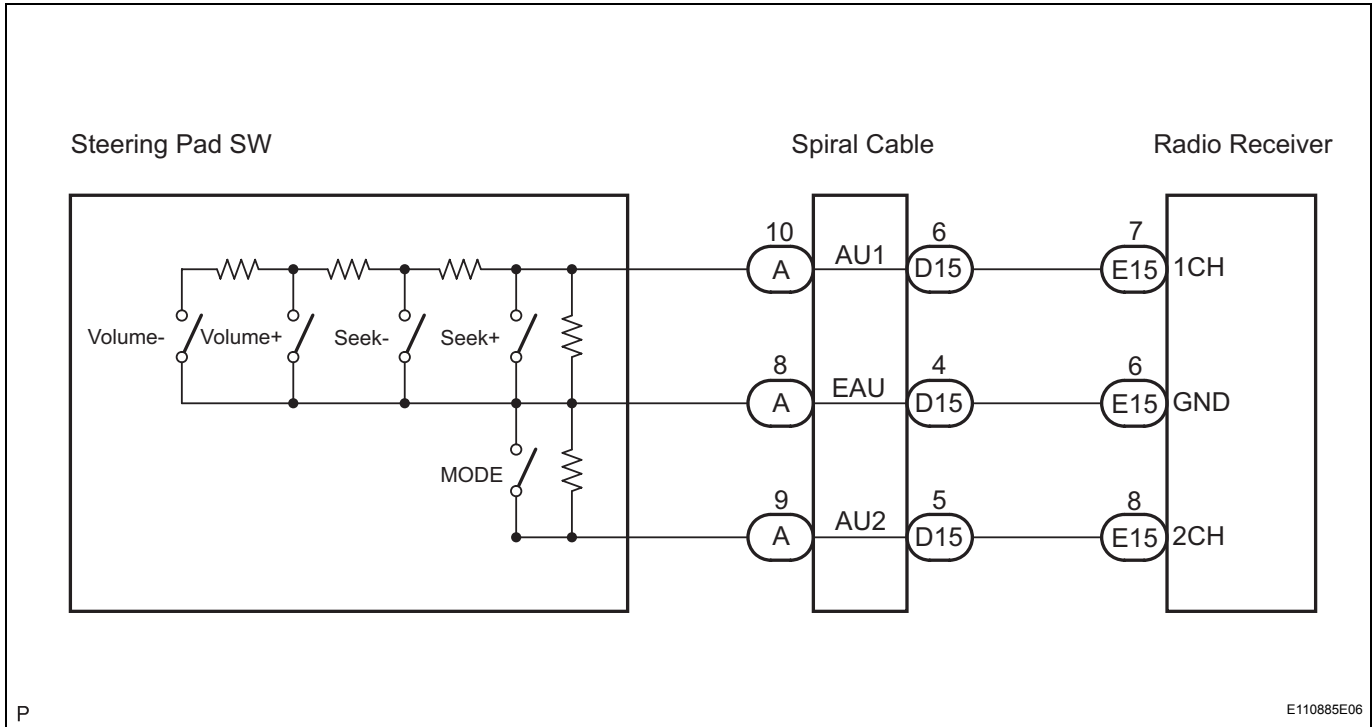 Steering Pad SW Spiral Cable Radio Receiver
10 6 7
A AU1 D15 E15 1CH
Volume- Volume+ Seek- Seek+
8 4 6
A EAU D15 E15 GND
MODE
9 5 8
A AU2 D15 E15 2CH
P E110885E06